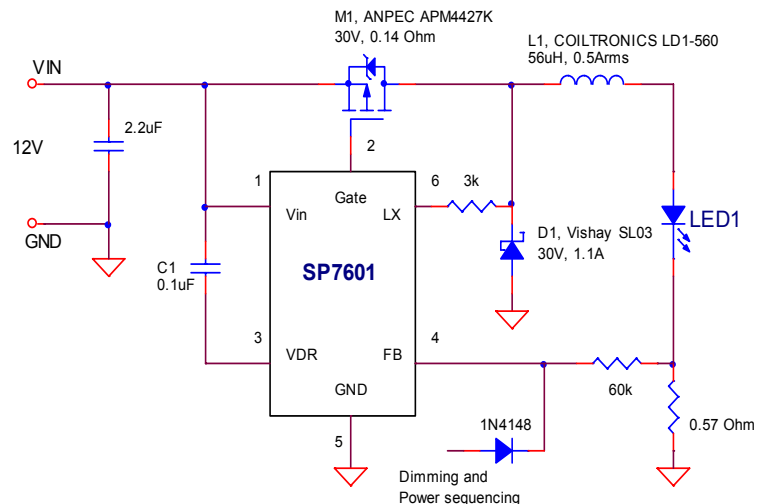 M1, ANPEC APM4427K
30V, 0.14 Ohm
L1, COILTRONICS LD1-560
56uH, 0.5Arms
VIN
2.2uF
12V
GND
2
1
6
3k
Gate
Vin
LX
LED1
D1, Vishay SL03
30V, 1.1A
C1
0.1uF
SP7601
3
4
VDR
FB
GND
60k
0.57 Ohm
5
1N4148
Dimming and
Power sequencing